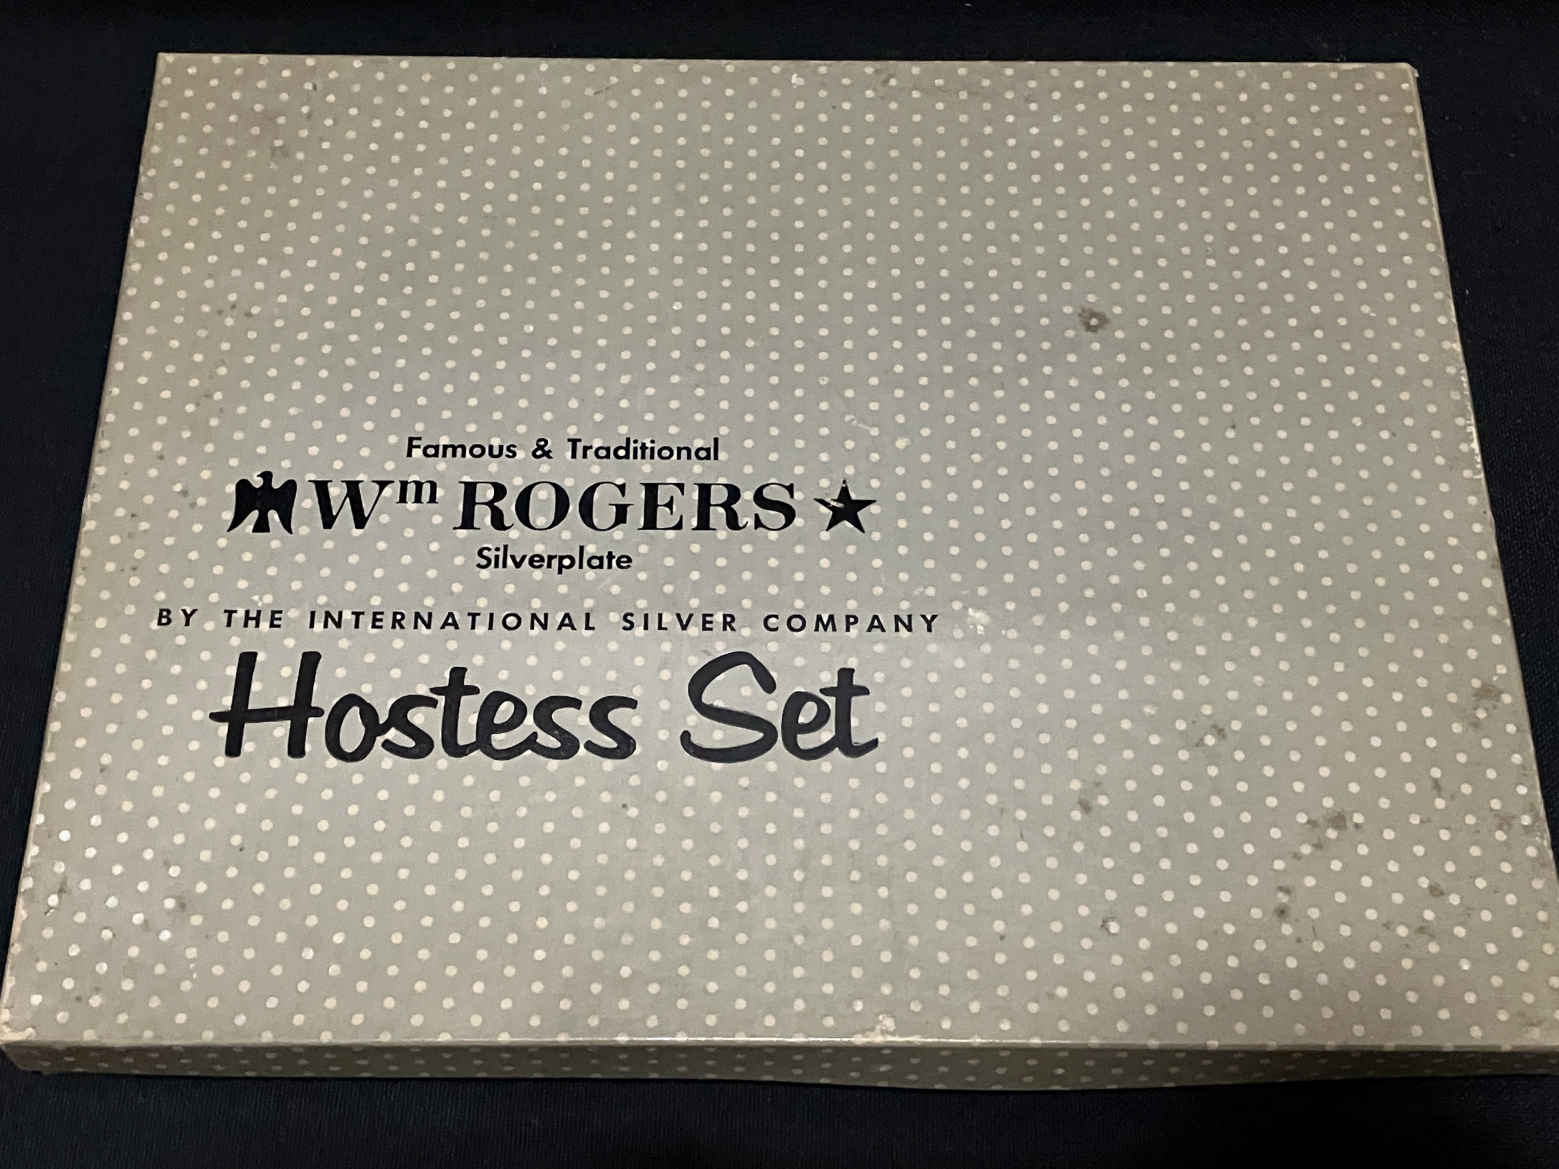 Famous & Traditional
Wm ROGERS
Silverplate
BY THE INTERNATIONAL SILVER COMPANY
Hostess Set